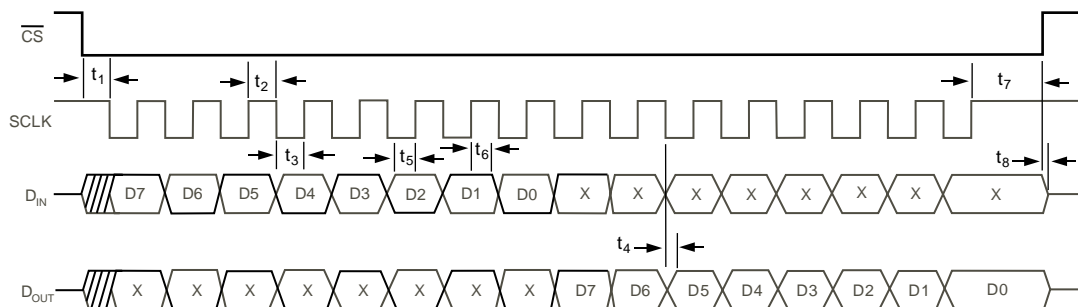 CS
t1 t2 t7
SCLK
t3 t5 t6 t8
DIN D7 D6 D5 D4 D3 D2 D1 D0 X X X X X X X X
t4
DOUT X X X X X X X X D7 D6 D5 D4 D3 D2 D1 D0